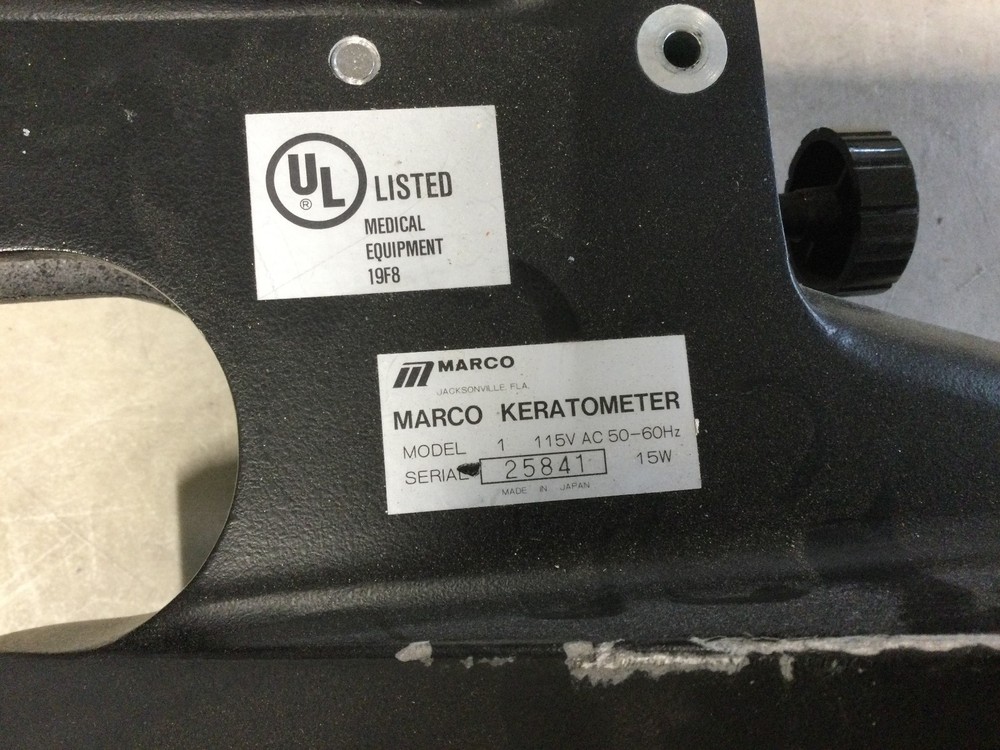 UL® LISTED
MEDICAL
EQUIPMENT
19F8
MARCO
JACKSONVILLE, FLA.
MARCO KERATOMETER
MODEL 1 115V AC 50-60Hz
SERIAL 25841 15W
MADE IN JAPAN